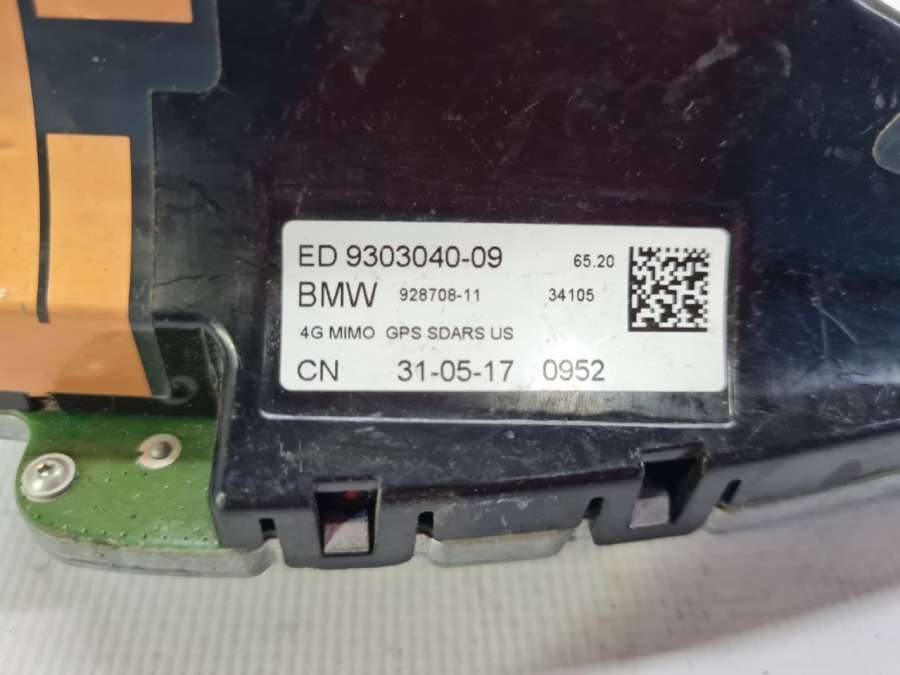 ED 9303040-09 65.20
BMW 928708-11 34105
4G MIMO GPS SDARS US
CN 31-05-17 0952